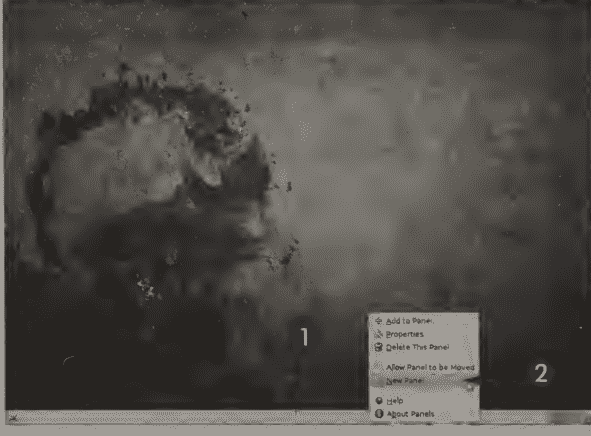 1
Add to Panel...
Properties
Delete This Panel
Allow Panel to be Moved
New Panel
2
Help
About Panels